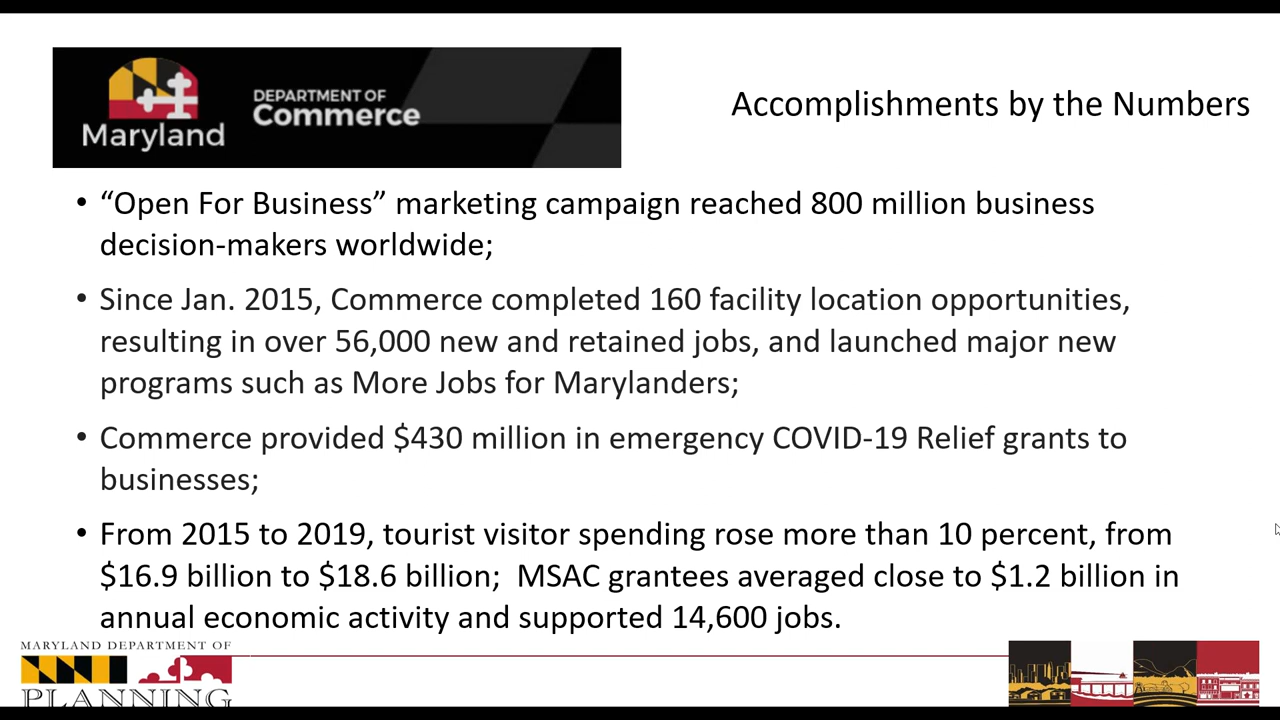 Maryland
DEPARTMENT OF
Commerce
Accomplishments by the Numbers
• “Open For Business” marketing campaign reached 800 million business
decision-makers worldwide;
• Since Jan. 2015, Commerce completed 160 facility location opportunities,
resulting in over 56,000 new and retained jobs, and launched major new
programs such as More Jobs for Marylanders;
• Commerce provided $430 million in emergency COVID-19 Relief grants to
businesses;
• From 2015 to 2019, tourist visitor spending rose more than 10 percent, from
$16.9 billion to $18.6 billion;  MSAC grantees averaged close to $1.2 billion in
annual economic activity and supported 14,600 jobs.
MARYLAND DEPARTMENT OF
PLANNING